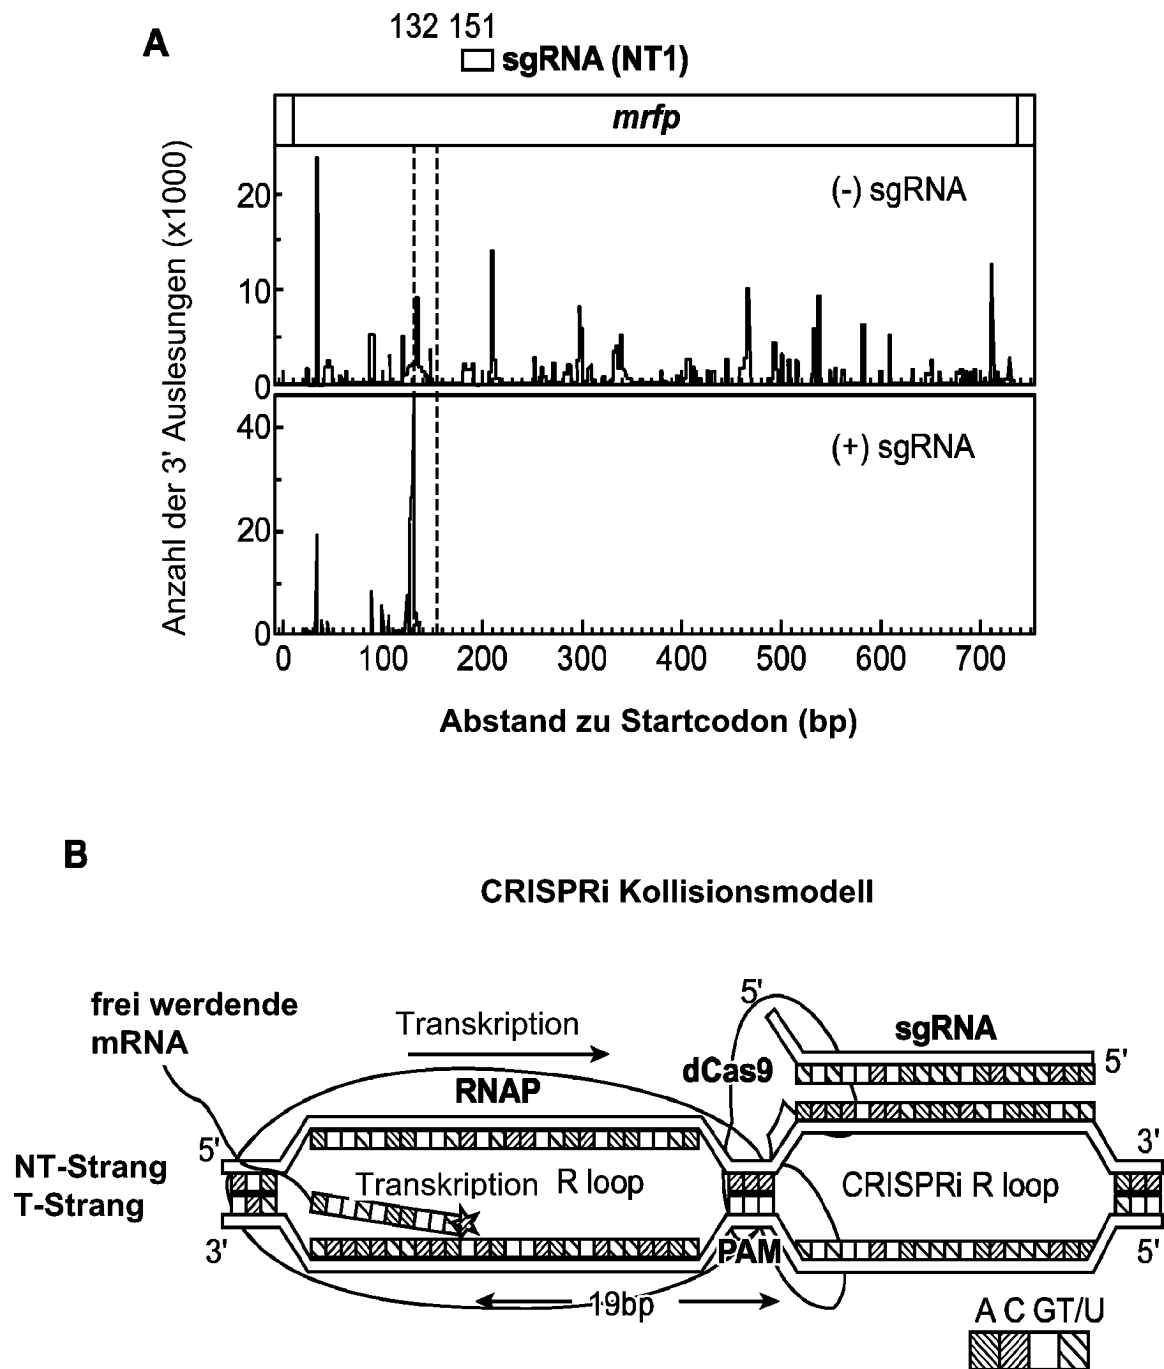 A
132 151
sgRNA (NT1)
mrfp
Anzahl der 3' Auslesungen (x1000)
20
10
0
(-) sgRNA
40
20
0
(+) sgRNA
0 100 200 300 400 500 600 700
Abstand zu Startcodon (bp)
B
CRISPRi Kollisionsmodell
frei werdende
mRNA
Transkription
RNAP
5'
dCas9
sgRNA
5'
5'
3'
NT-Strang
T-Strang
Transkription R loop
CRISPRi R loop
3'
PAM
5'
19bp
A C GT/U